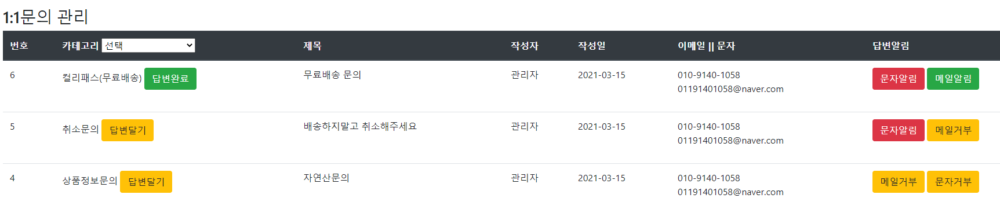 1:1문의 관리
번호 카테고리 선택 제목 작성자 작성일 이메일 || 문자 답변알림
6 컬리패스(무료배송) 답변완료 무료배송 문의 관리자 2021-03-15 010-9140-1058 문자알림 메일알림
01191401058@naver.com
5 취소문의 답변달기 배송하지말고 취소해주세요 관리자 2021-03-15 010-9140-1058 문자알림 메일거부
01191401058@naver.com
4 상품정보문의 답변달기 자연산문의 관리자 2021-03-15 010-9140-1058 메일거부 문자거부
01191401058@naver.com